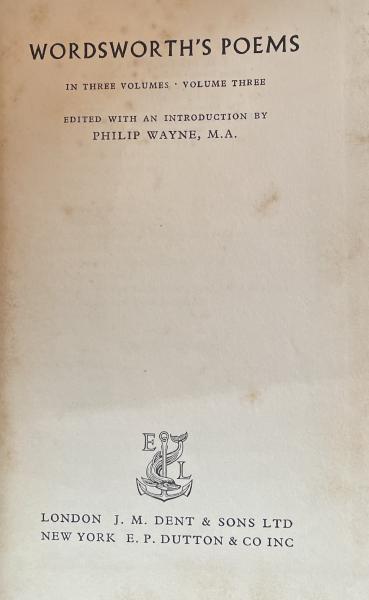 WORDSWORTH'S POEMS
IN THREE VOLUMES · VOLUME THREE
EDITED WITH AN INTRODUCTION BY
PHILIP WAYNE, M.A.
E L
LONDON J. M. DENT & SONS LTD
NEW YORK E. P. DUTTON & CO INC